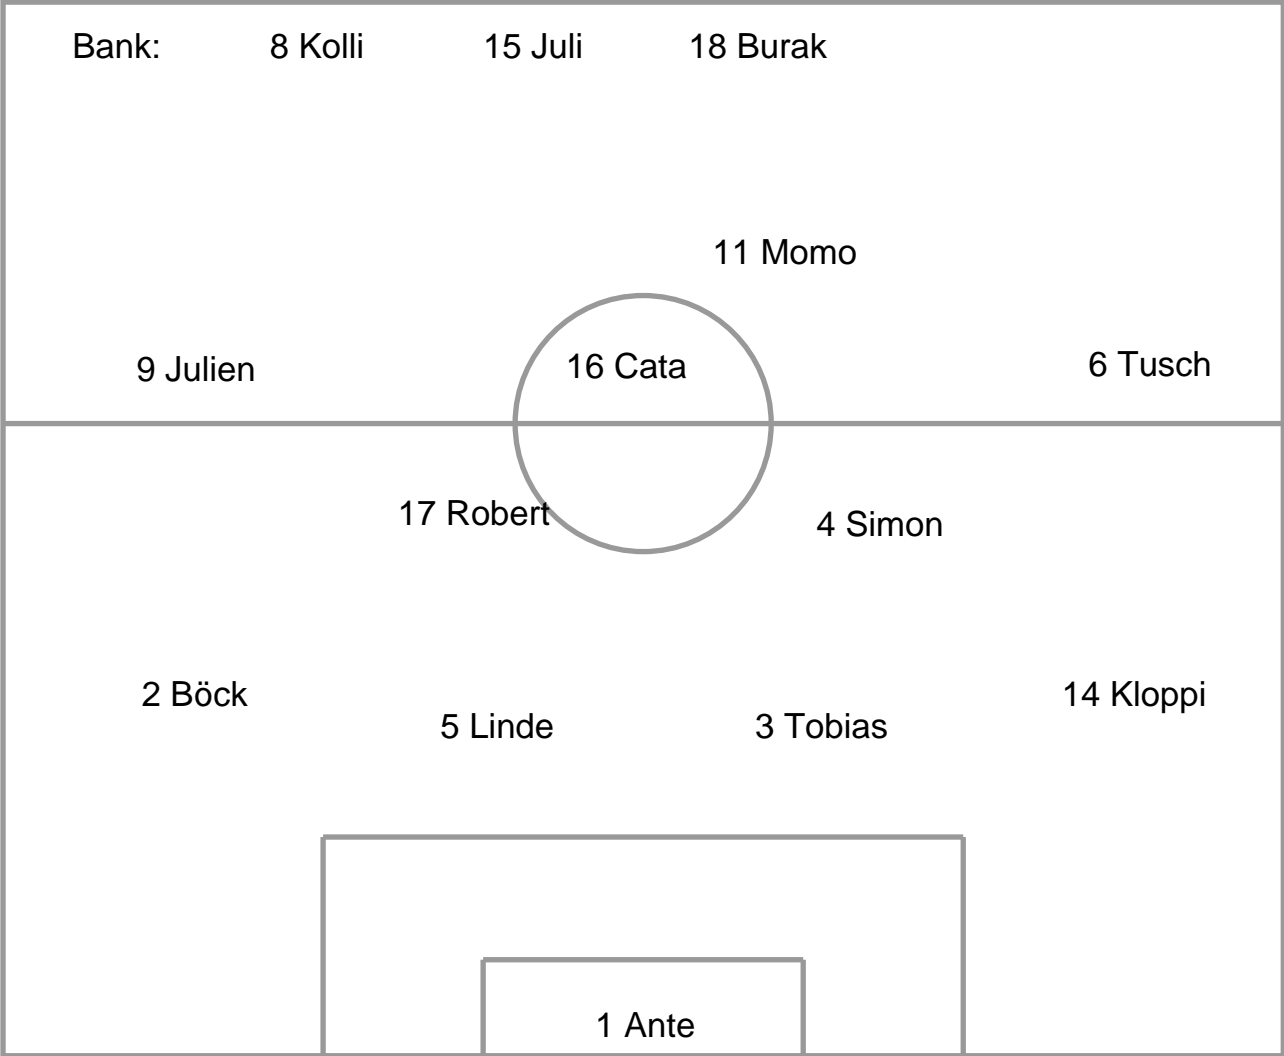 Bank: 8 Kolli 15 Juli 18 Burak
11 Momo
9 Julien 16 Cata 6 Tusch
17 Robert 4 Simon
2 Böck 14 Kloppi
5 Linde 3 Tobias
1 Ante